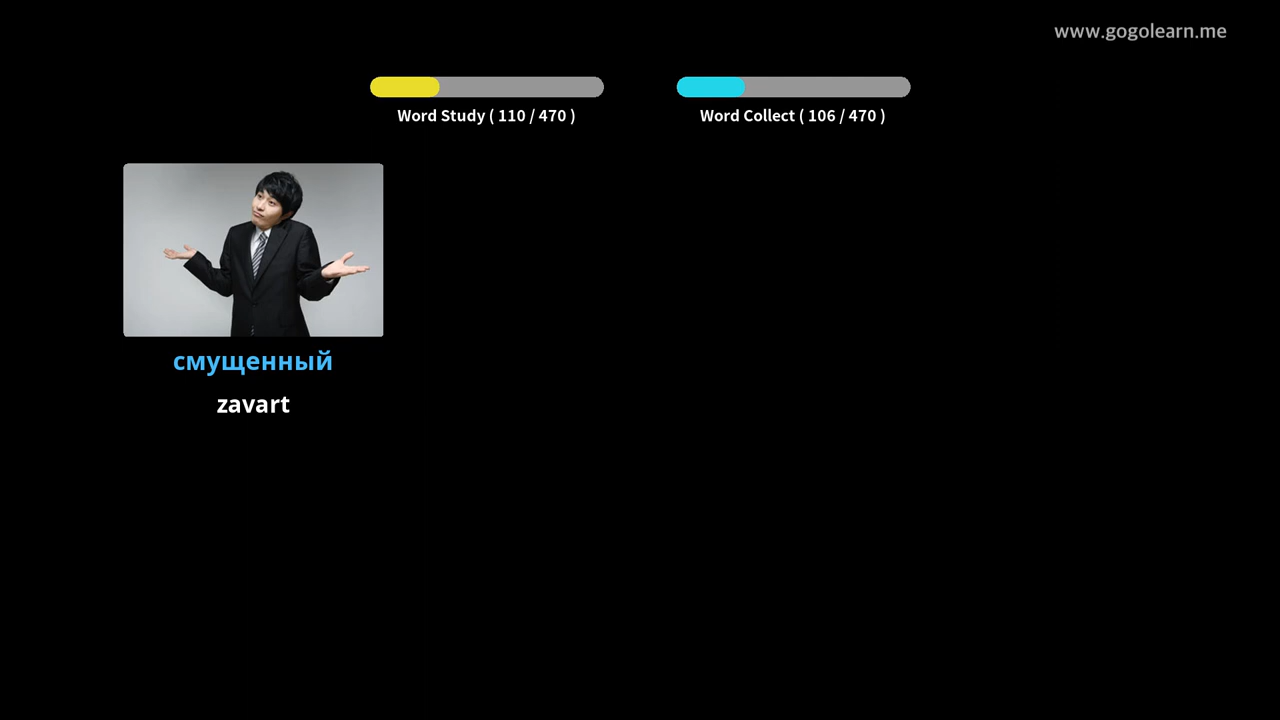 www.gogolearn.me
Word Study ( 110 / 470 )
Word Collect ( 106 / 470 )
смущенный
zavart